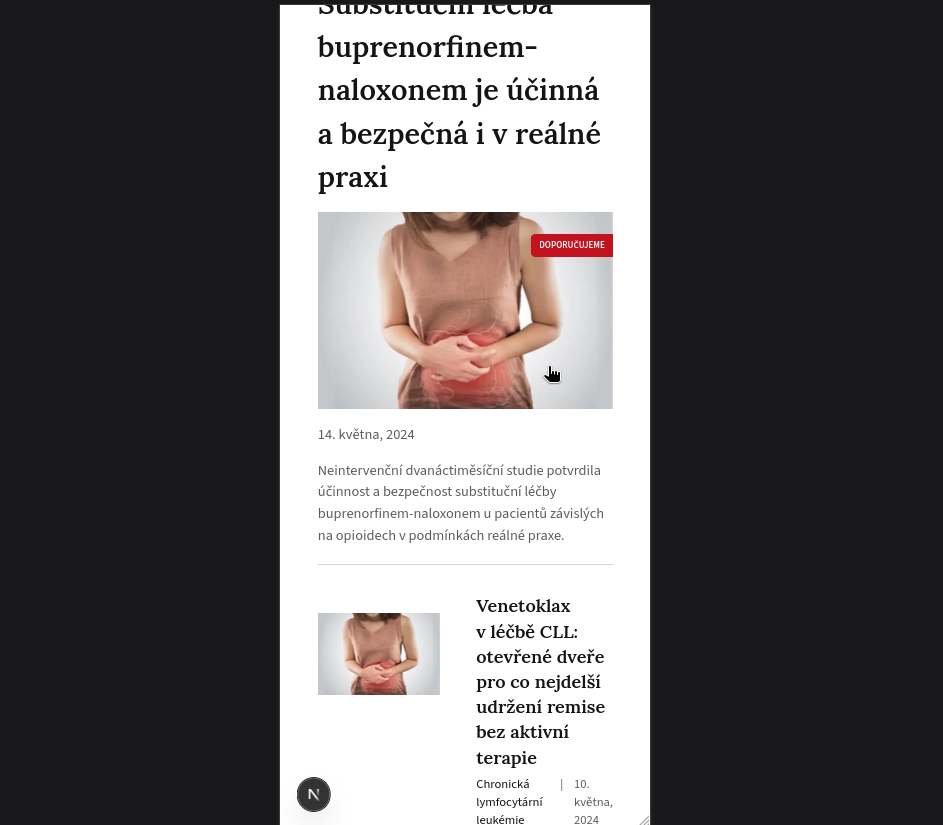 Substituční léčba
buprenorfinem-
naloxonem je účinná
a bezpečná i v reálné
praxi
DOPORUČUJEME
14. května, 2024
Neintervenční dvanáctiměsíční studie potvrdila
účinnost a bezpečnost substituční léčby
buprenorfinem-naloxonem u pacientů závislých
na opioidech v podmínkách reálné praxe.
Venetoklax
v léčbě CLL:
otevřené dveře
pro co nejdelší
udržení remise
bez aktivní
terapie
Chronická | 10.
lymfocytární května,
leukémie 2024
N